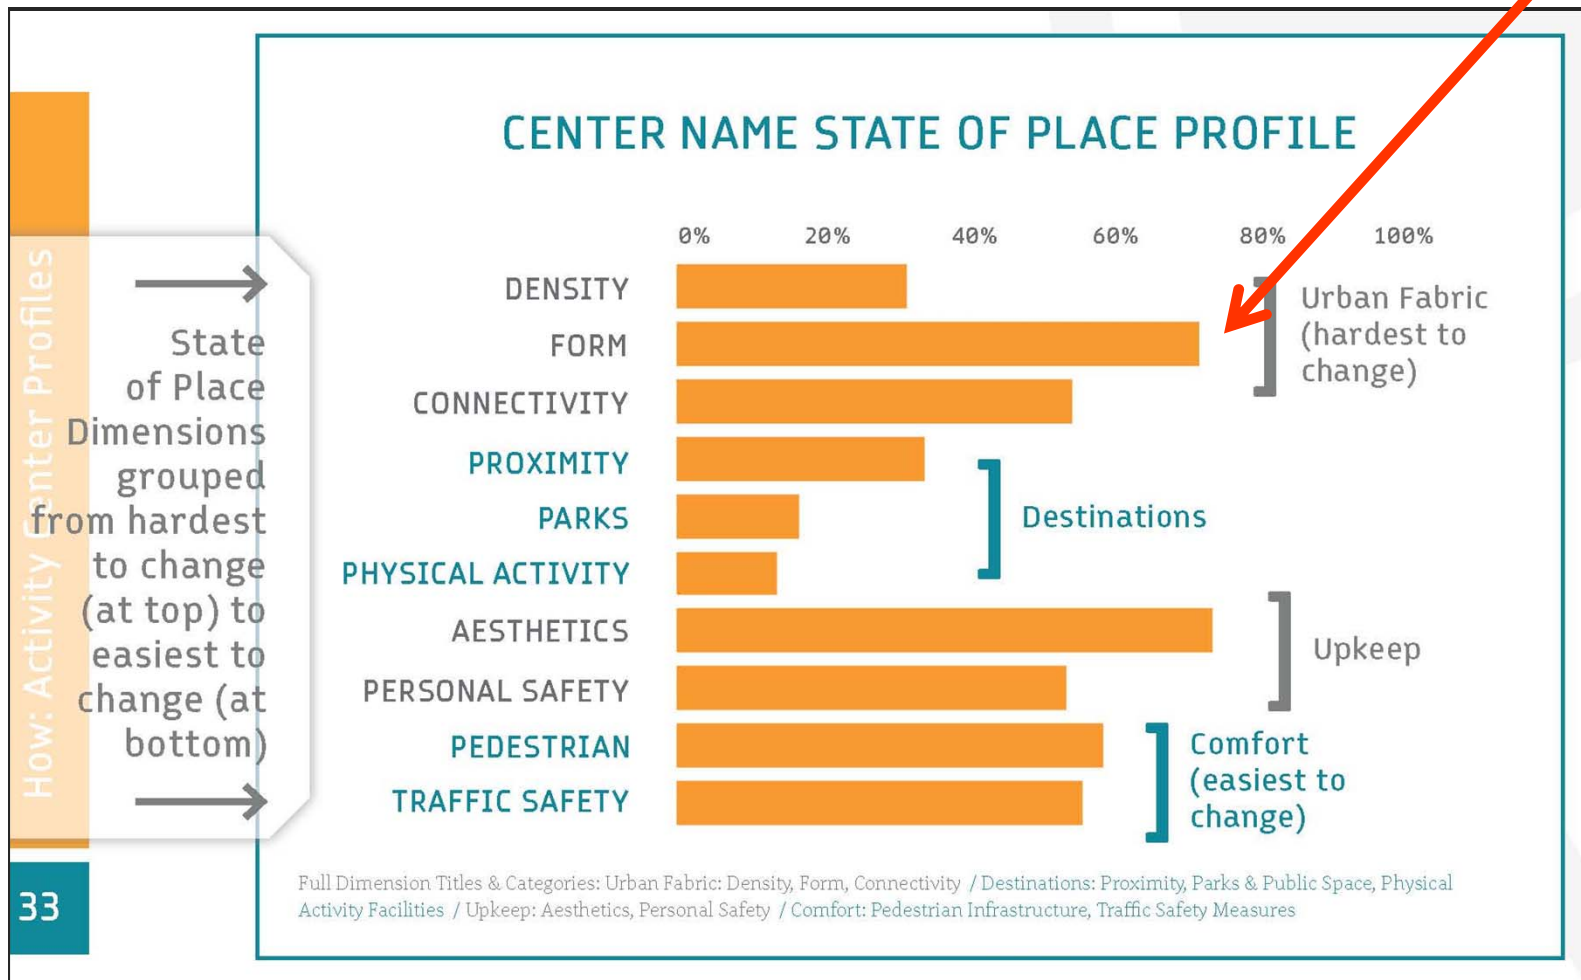 CENTER NAME STATE OF PLACE PROFILE
0% 20% 40% 60% 80% 100%
DENSITY
FORM
CONNECTIVITY
PROXIMITY
PARKS
PHYSICAL ACTIVITY
AESTHETICS
PERSONAL SAFETY
PEDESTRIAN
TRAFFIC SAFETY
Urban Fabric
(hardest to
change)
Destinations
Upkeep
Comfort
(easiest to
change)
How: Activity Center Profiles
State
of Place
Dimensions
grouped
from hardest
to change
(at top) to
easiest to
change (at
bottom)
Full Dimension Titles & Categories: Urban Fabric: Density, Form, Connectivity / Destinations: Proximity, Parks & Public Space, Physical
Activity Facilities / Upkeep: Aesthetics, Personal Safety / Comfort: Pedestrian Infrastructure, Traffic Safety Measures
33